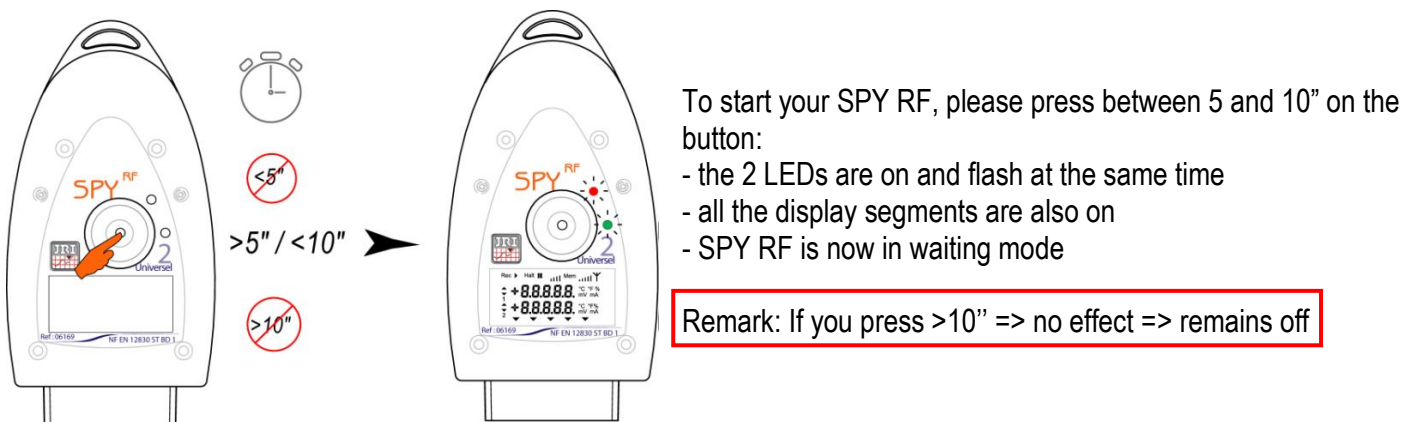 SPY RF
JRI
2
Universel
Ref : 06169
NF EN 12830 ST BD 1
<5"
>5" / <10"
>10"
SPY RF
JRI
2
Universel
Rec Halt Mem
+8.8.8.8.8. °C °F % mV mA
1
+8.8.8.8.8. °C °F% mV mA
Ref :06169
NF EN 12830 ST BD 1
To start your SPY RF, please press between 5 and 10” on the
button:
- the 2 LEDs are on and flash at the same time
- all the display segments are also on
- SPY RF is now in waiting mode
Remark: If you press >10’’ => no effect => remains off